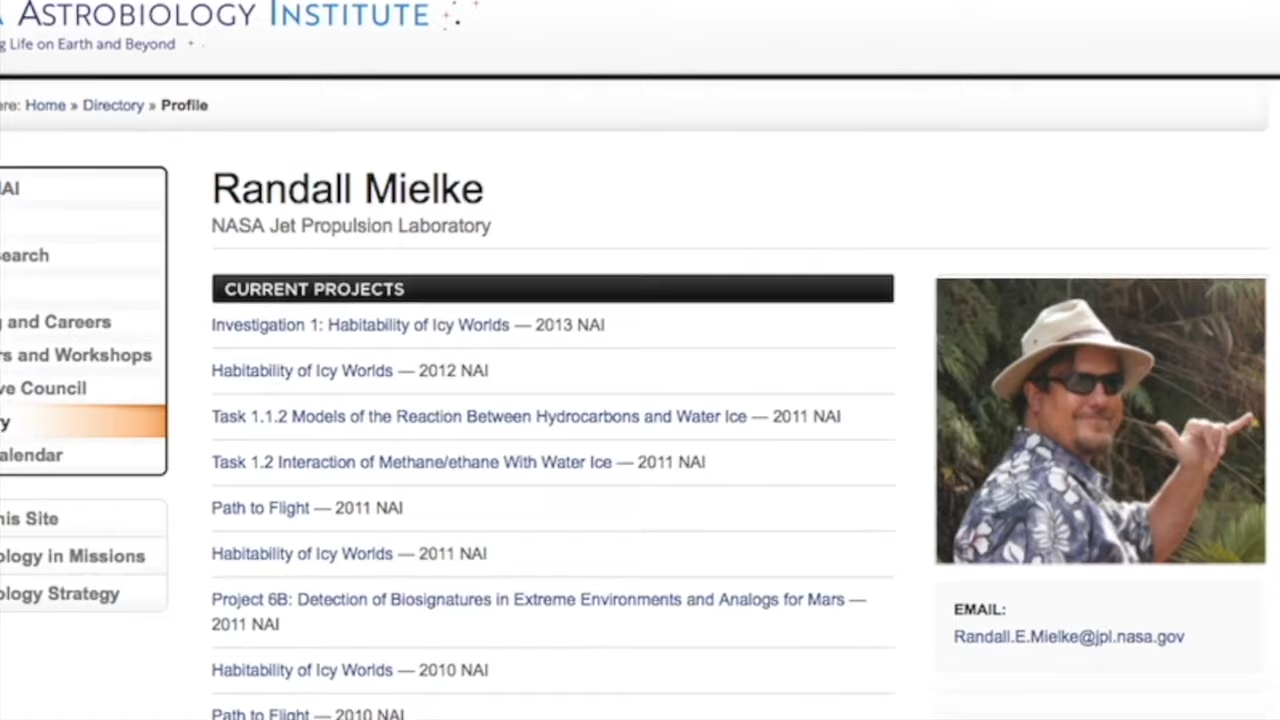 ASTROBIOLOGY INSTITUTE
g Life on Earth and Beyond
ere: Home » Directory » Profile
AI
earch
g and Careers
rs and Workshops
ve Council
ry
alendar
his Site
ology in Missions
ology Strategy
Randall Mielke
NASA Jet Propulsion Laboratory
CURRENT PROJECTS
Investigation 1: Habitability of Icy Worlds — 2013 NAI
Habitability of Icy Worlds — 2012 NAI
Task 1.1.2 Models of the Reaction Between Hydrocarbons and Water Ice — 2011 NAI
Task 1.2 Interaction of Methane/ethane With Water Ice — 2011 NAI
Path to Flight — 2011 NAI
Habitability of Icy Worlds — 2011 NAI
Project 6B: Detection of Biosignatures in Extreme Environments and Analogs for Mars —
2011 NAI
Habitability of Icy Worlds — 2010 NAI
Path to Flight — 2010 NAI
EMAIL:
Randall.E.Mielke@jpl.nasa.gov